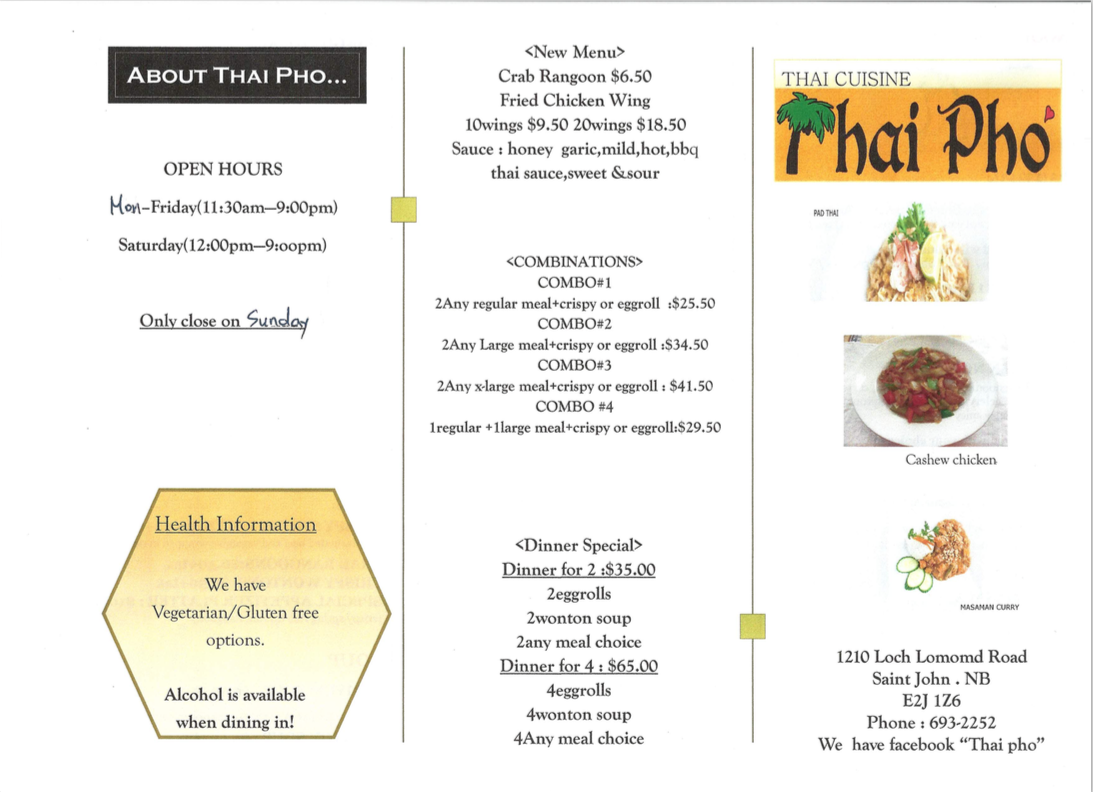 ABOUT THAI PHO...
OPEN HOURS
Mon-Friday(11:30am—9:00pm)
Saturday(12:00pm—9:oopm)
Only close on Sunday
Health Information
We have
Vegetarian/Gluten free
options.
Alcohol is available
when dining in!
<New Menu>
Crab Rangoon $6.50
Fried Chicken Wing
10wings $9.50 20wings $18.50
Sauce : honey garic,mild,hot,bbq
thai sauce,sweet &sour
<COMBINATIONS>
COMBO#1
2Any regular meal+crispy or eggroll :$25.50
COMBO#2
2Any Large meal+crispy or eggroll :$34.50
COMBO#3
2Any x-large meal+crispy or eggroll : $41.50
COMBO #4
1regular +1large meal+crispy or eggroll:$29.50
<Dinner Special>
Dinner for 2 :$35.00
2eggrolls
2wonton soup
2any meal choice
Dinner for 4 : $65.00
4eggrolls
4wonton soup
4Any meal choice
THAI CUISINE
Thai Pho
PAD THAI
Cashew chicken
MASAMAN CURRY
1210 Loch Lomomd Road
Saint John . NB
E2J 1Z6
Phone : 693-2252
We have facebook “Thai pho”